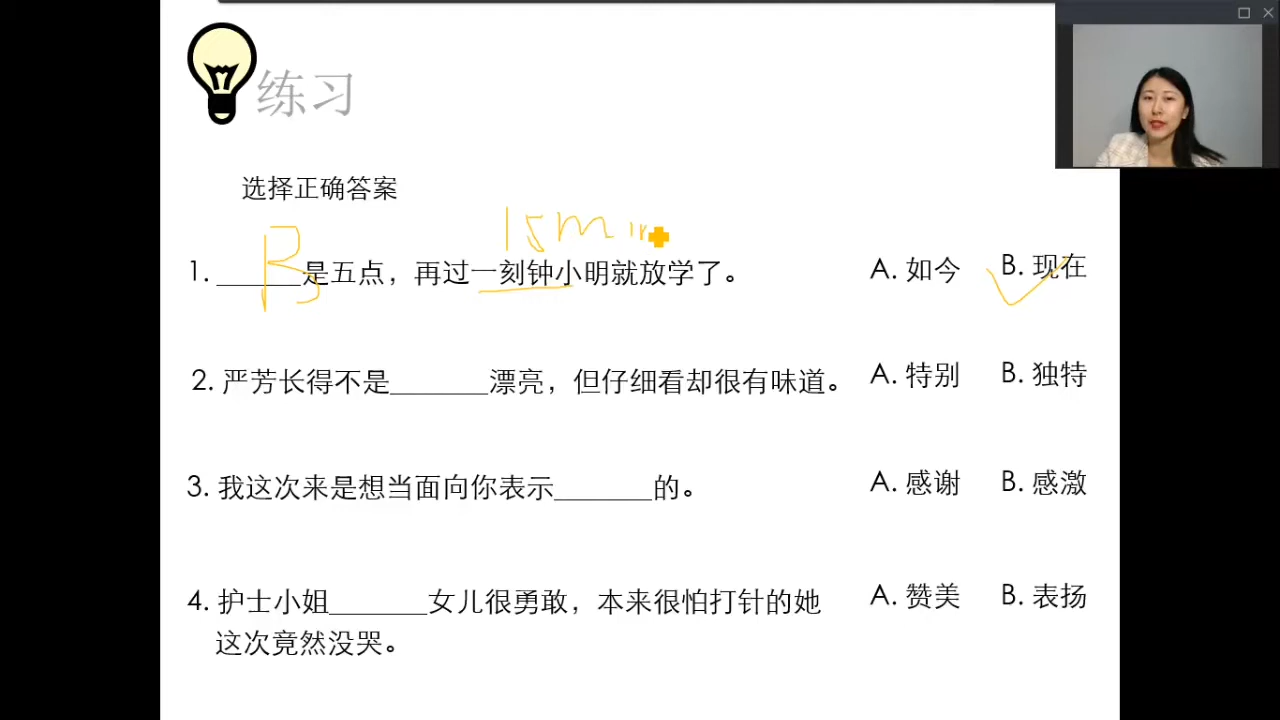 练习
选择正确答案
15min
B
1. ______是五点，再过一刻钟小明就放学了。 A. 如今 B. 现在
2. 严芳长得不是_______漂亮，但仔细看却很有味道。 A. 特别 B. 独特
3. 我这次来是想当面向你表示_______的。 A. 感谢 B. 感激
4. 护士小姐_______女儿很勇敢，本来很怕打针的她
这次竟然没哭。 A. 赞美 B. 表扬